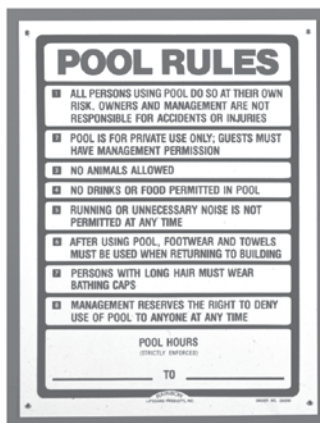 POOL RULES
1 ALL PERSONS USING POOL DO SO AT THEIR OWN
RISK. OWNERS AND MANAGEMENT ARE NOT
RESPONSIBLE FOR ACCIDENTS OR INJURIES
2 POOL IS FOR PRIVATE USE ONLY; GUESTS MUST
HAVE MANAGEMENT PERMISSION
3 NO ANIMALS ALLOWED
4 NO DRINKS OR FOOD PERMITTED IN POOL
5 RUNNING OR UNNECESSARY NOISE IS NOT
PERMITTED AT ANY TIME
6 AFTER USING POOL, FOOTWEAR AND TOWELS
MUST BE USED WHEN RETURNING TO BUILDING
7 PERSONS WITH LONG HAIR MUST WEAR
BATHING CAPS
8 MANAGEMENT RESERVES THE RIGHT TO DENY
USE OF POOL TO ANYONE AT ANY TIME
POOL HOURS
(STRICTLY ENFORCED)
TO
ORDER NO.